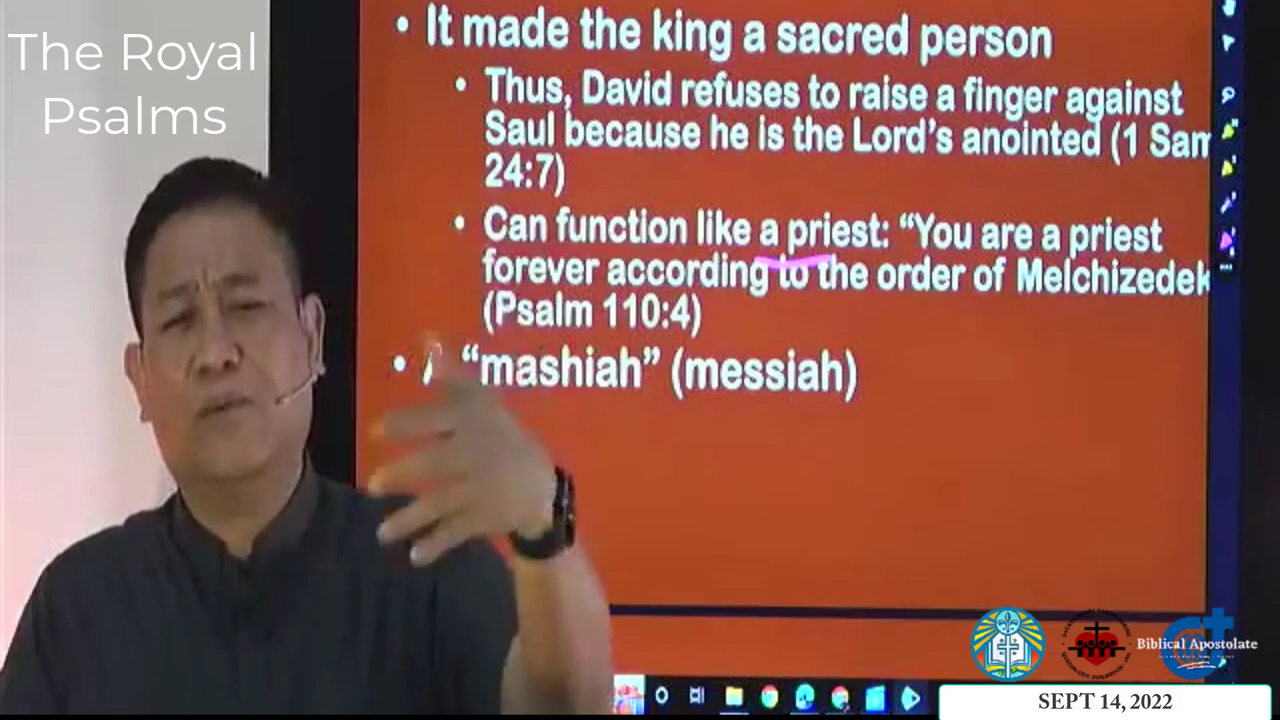 The Royal
Psalms
• It made the king a sacred person
• Thus, David refuses to raise a finger against
Saul because he is the Lord's anointed (1 Sam
24:7)
• Can function like a priest: “You are a priest
forever according to the order of Melchizedek
(Psalm 110:4)
• “mashiah” (messiah)
Biblical Apostolate
SEPT 14, 2022